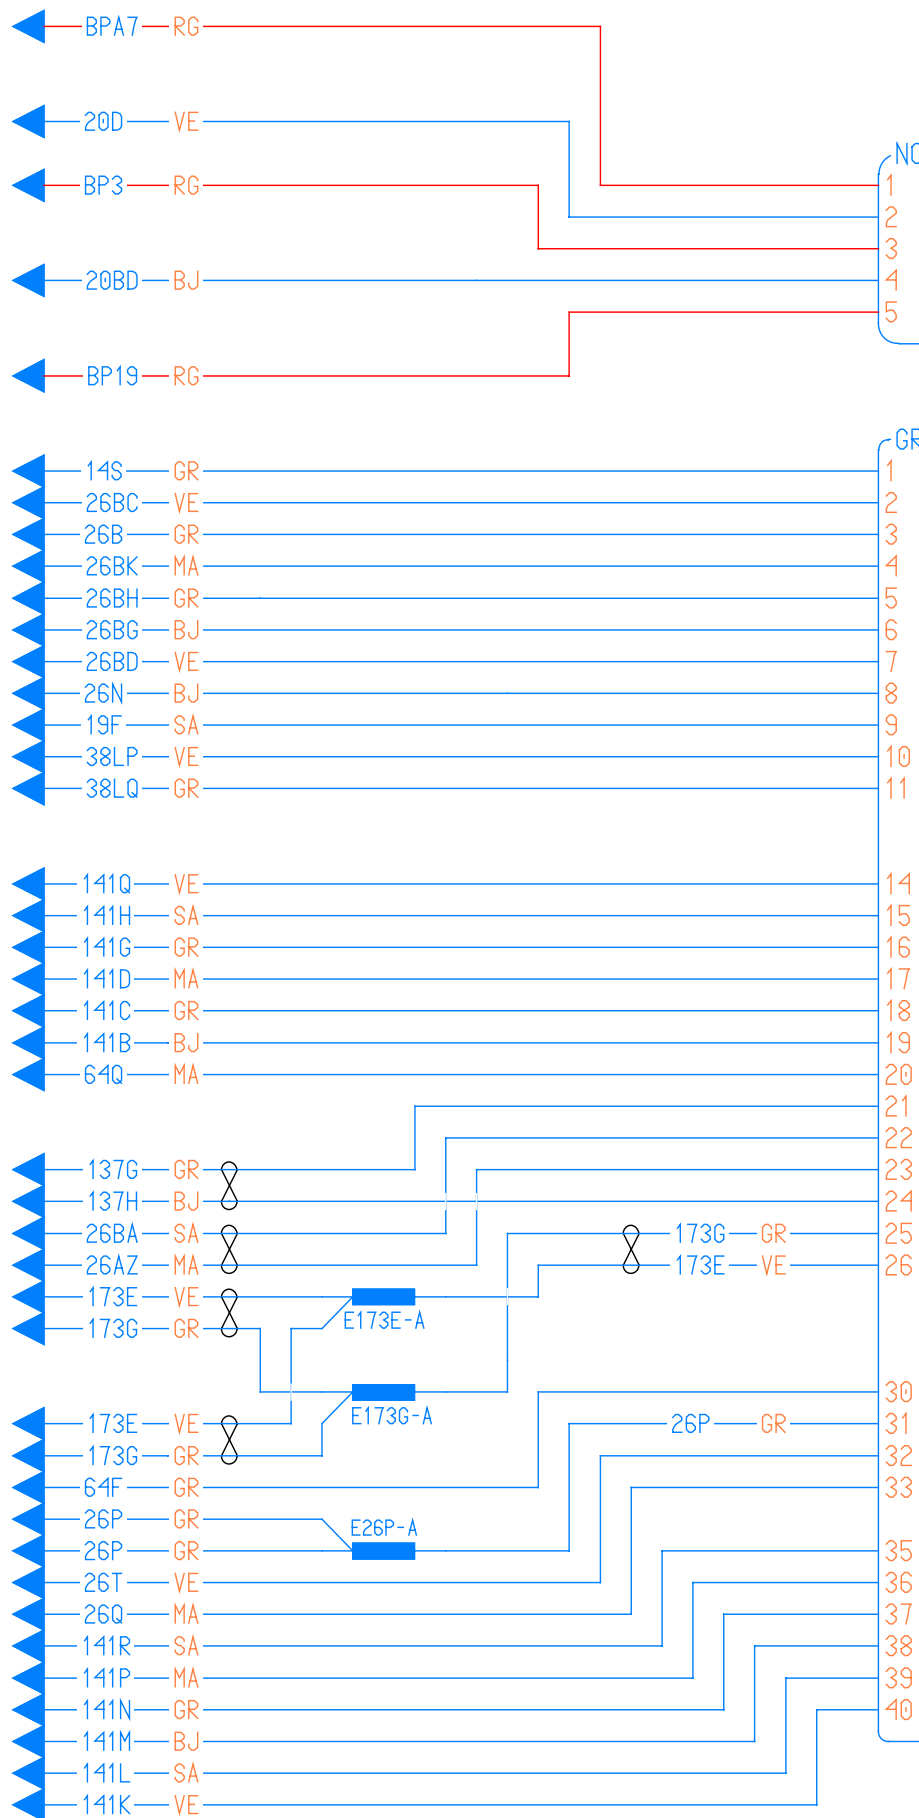 BPA7 RG
20D VE
NO
BP3 RG 1
2
3
20BD BJ 4
5
BP19 RG
GR
14S GR 1
26BC VE 2
26B GR 3
26BK MA 4
26BH GR 5
26BG BJ 6
26BD VE 7
26N BJ 8
19F SA 9
38LP VE 10
38LQ GR 11
141Q VE 14
141H SA 15
141G GR 16
141D MA 17
141C GR 18
141B BJ 19
64Q MA 20
21
22
137G GR 23
137H BJ 24
26BA SA 173G GR 25
26AZ MA 173E VE 26
173E VE
E173E-A
173G GR
30
E173G-A
173E VE 26P GR 31
173G GR 32
64F GR 33
26P GR
E26P-A
26P GR 35
26T VE 36
26Q MA 37
141R SA 38
141P MA 39
141N GR 40
141M BJ
141L SA
141K VE